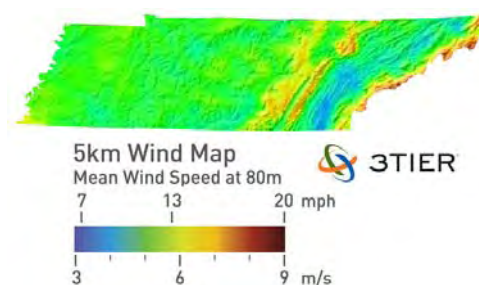 5km Wind Map
Mean Wind Speed at 80m
3TIER
7 13 20 mph
3 6 9 m/s